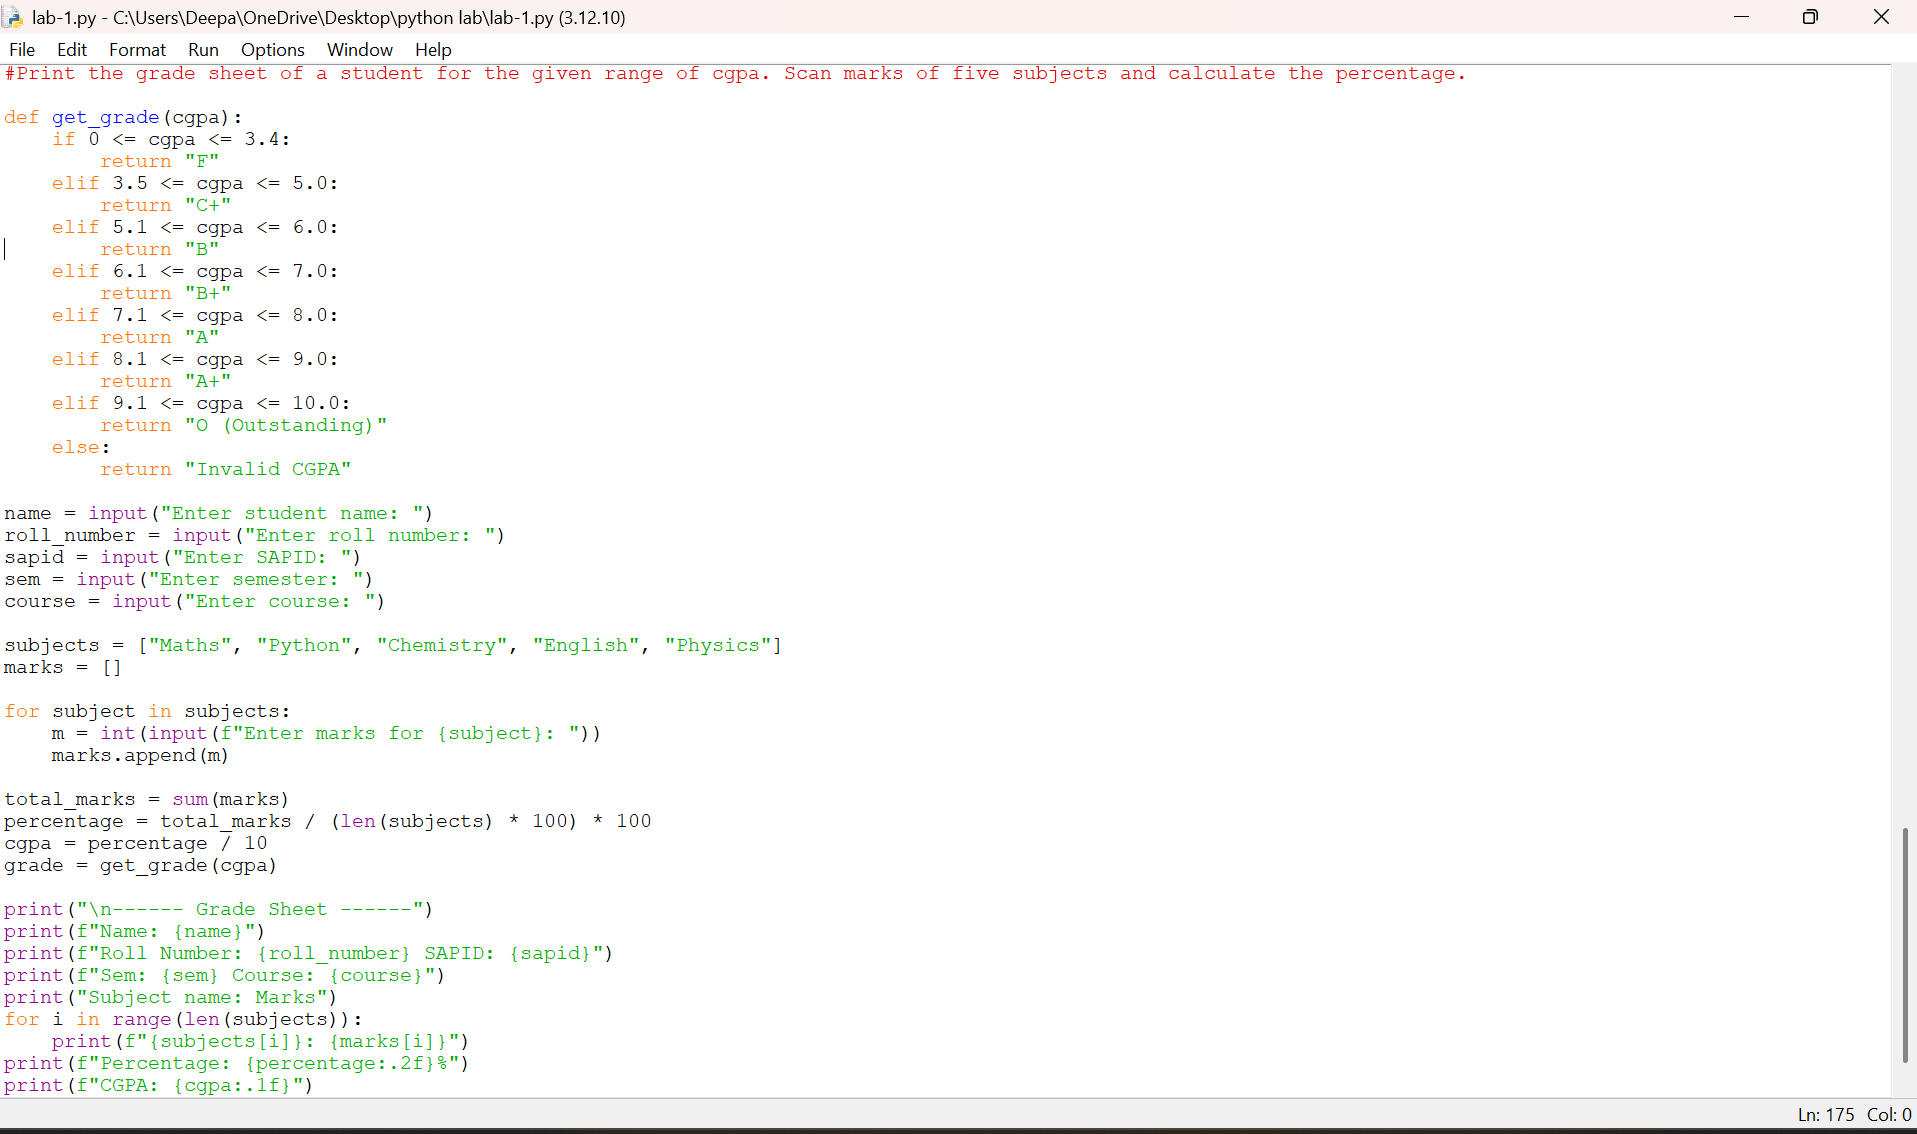 lab-1.py - C:\Users\Deepa\OneDrive\Desktop\python lab\lab-1.py (3.12.10)
File Edit Format Run Options Window Help
#Print the grade sheet of a student for the given range of cgpa. Scan marks of five subjects and calculate the percentage.

def get_grade(cgpa):
    if 0 <= cgpa <= 3.4:
        return "F"
    elif 3.5 <= cgpa <= 5.0:
        return "C+"
    elif 5.1 <= cgpa <= 6.0:
        return "B"
    elif 6.1 <= cgpa <= 7.0:
        return "B+"
    elif 7.1 <= cgpa <= 8.0:
        return "A"
    elif 8.1 <= cgpa <= 9.0:
        return "A+"
    elif 9.1 <= cgpa <= 10.0:
        return "O (Outstanding)"
    else:
        return "Invalid CGPA"

name = input("Enter student name: ")
roll_number = input("Enter roll number: ")
sapid = input("Enter SAPID: ")
sem = input("Enter semester: ")
course = input("Enter course: ")

subjects = ["Maths", "Python", "Chemistry", "English", "Physics"]
marks = []

for subject in subjects:
    m = int(input(f"Enter marks for {subject}: "))
    marks.append(m)

total_marks = sum(marks)
percentage = total_marks / (len(subjects) * 100) * 100
cgpa = percentage / 10
grade = get_grade(cgpa)

print("\n------ Grade Sheet ------")
print(f"Name: {name}")
print(f"Roll Number: {roll_number} SAPID: {sapid}")
print(f"Sem: {sem} Course: {course}")
print("Subject name: Marks")
for i in range(len(subjects)):
    print(f"{subjects[i]}: {marks[i]}")
print(f"Percentage: {percentage:.2f}%")
print(f"CGPA: {cgpa:.1f}")
Ln: 175 Col: 0